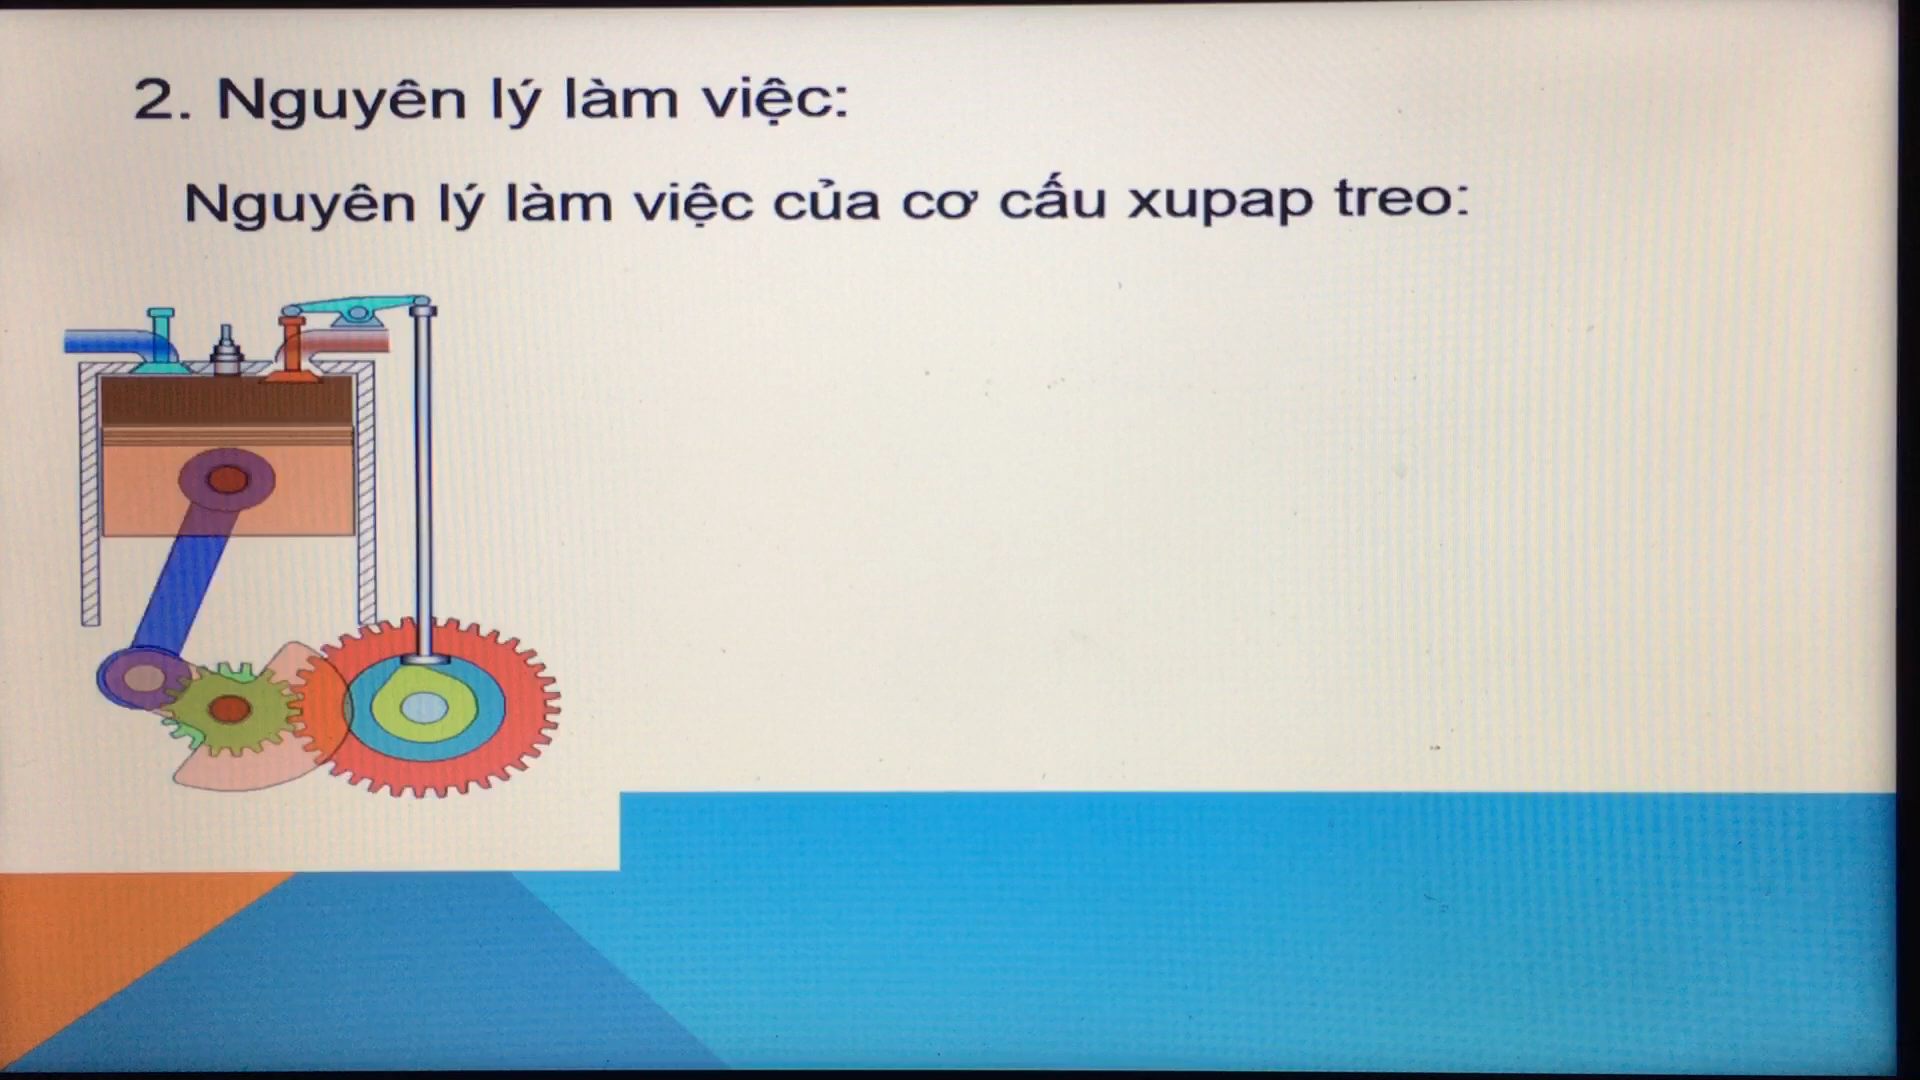 2. Nguyên lý làm việc:
Nguyên lý làm việc của cơ cấu xupap treo: